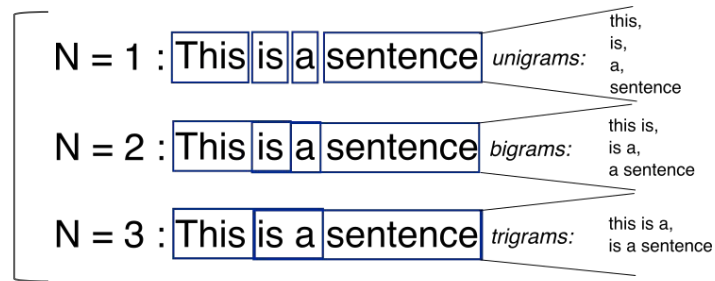 N = 1 : This is a sentence unigrams:
this,
is,
a,
sentence
N = 2 : This is a sentence bigrams:
this is,
is a,
a sentence
N = 3 : This is a sentence trigrams:
this is a,
is a sentence